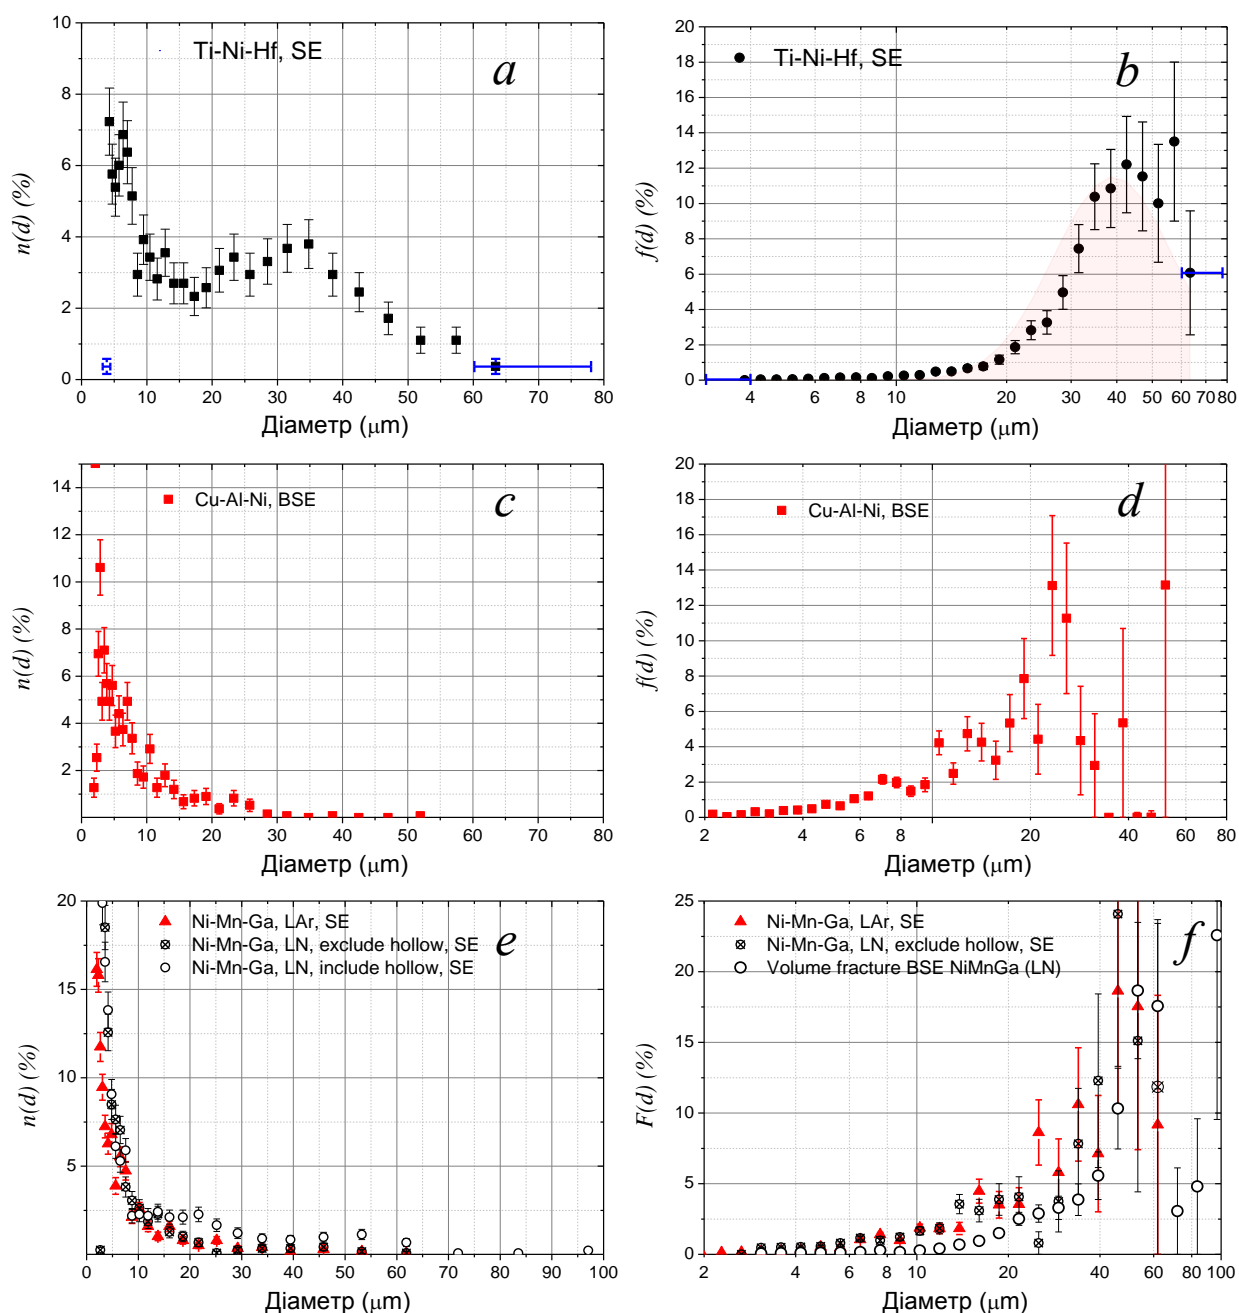 Ti-Ni-Hf, SE
a
n(d) (%)
0 2 4 6 8 10
0 10 20 30 40 50 60 70 80
Діаметр (μm)
Ti-Ni-Hf, SE
b
f(d) (%)
0 2 4 6 8 10 12 14 16 18 20
4 6 8 10 20 30 40 50 60 70 80
Діаметр (μm)
Cu-Al-Ni, BSE
c
n(d) (%)
2 4 6 8 10 12 14
0 10 20 30 40 50 60 70 80
Діаметр (μm)
Cu-Al-Ni, BSE
d
f(d) (%)
0 2 4 6 8 10 12 14 16 18 20
2 4 6 8 20 40 60 80
Діаметр (μm)
Ni-Mn-Ga, LAr, SE
Ni-Mn-Ga, LN, exclude hollow, SE
Ni-Mn-Ga, LN, include hollow, SE
e
n(d) (%)
5 10 15 20
0 10 20 30 40 50 60 70 80 90 100
Діаметр (μm)
Ni-Mn-Ga, LAr, SE
Ni-Mn-Ga, LN, exclude hollow, SE
Volume fracture BSE NiMnGa (LN)
f
F(d) (%)
0 5 10 15 20 25
2 4 6 8 10 20 40 60 80 100
Діаметр (μm)